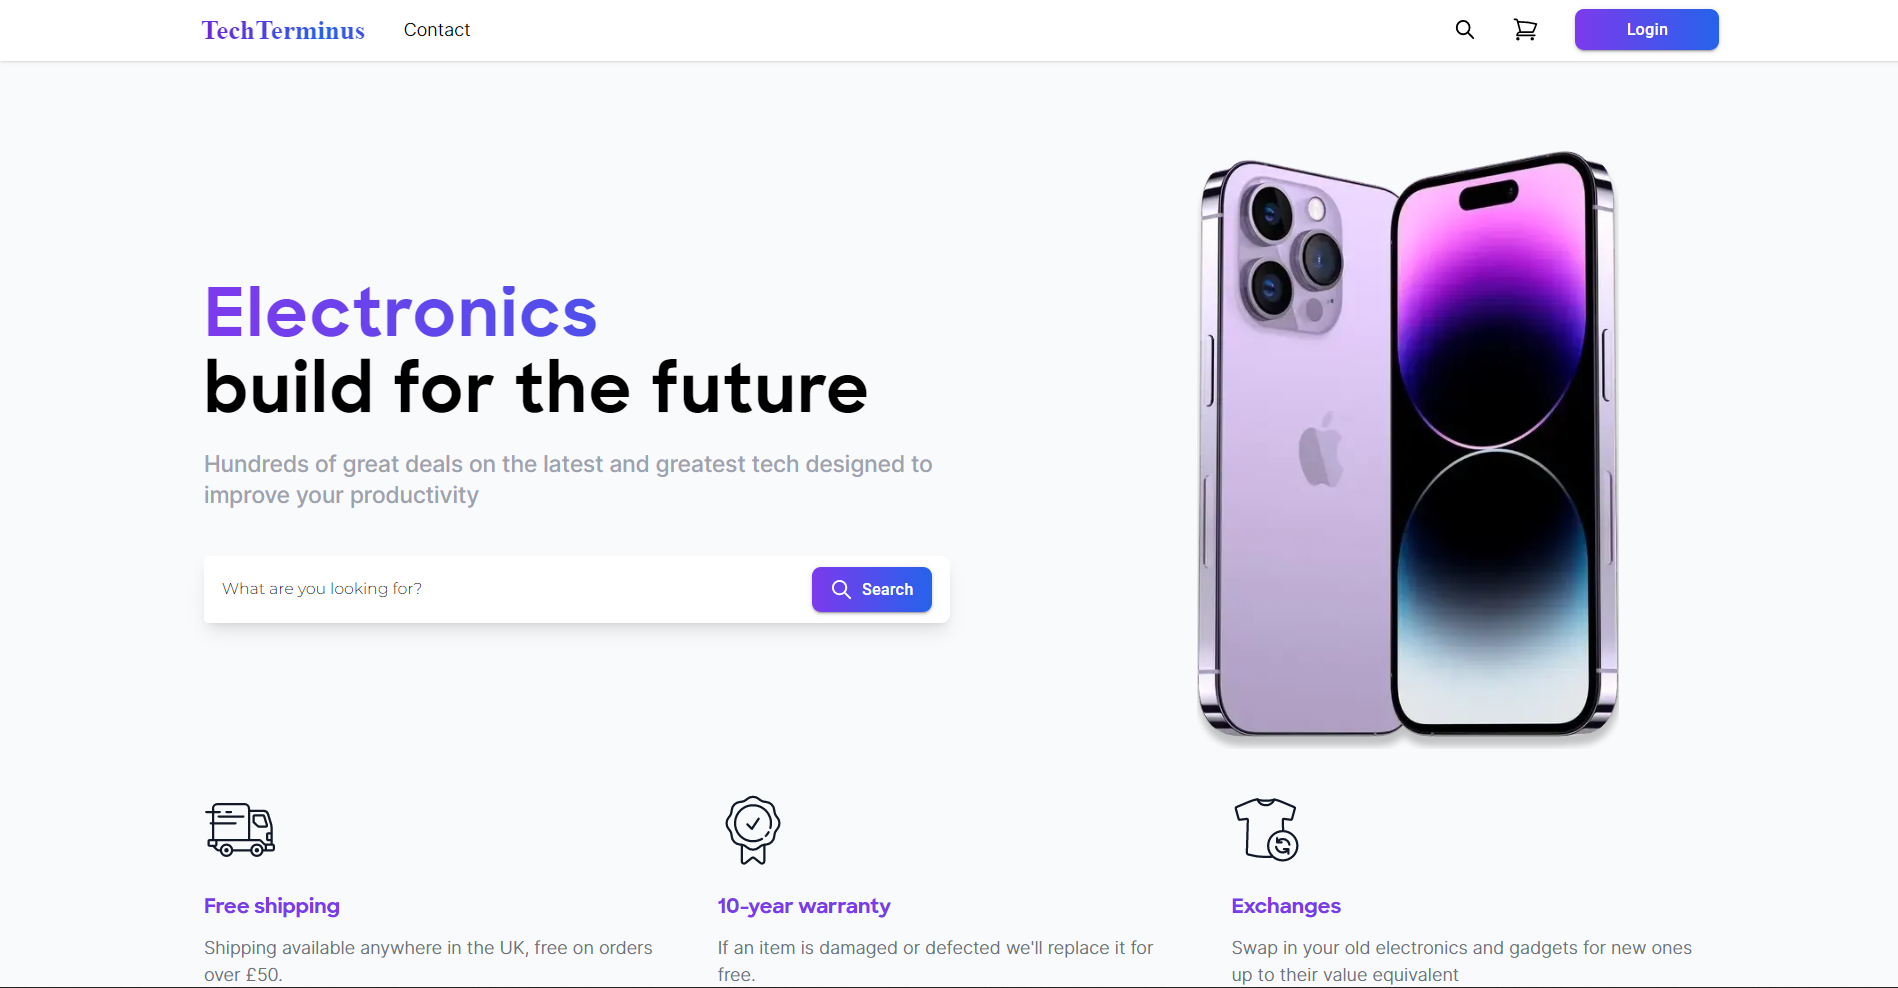 TechTerminus
Contact
Login
Electronics
build for the future
Hundreds of great deals on the latest and greatest tech designed to
improve your productivity
What are you looking for?
Search
Free shipping
Shipping available anywhere in the UK, free on orders
over £50.
10-year warranty
If an item is damaged or defected we'll replace it for
free.
Exchanges
Swap in your old electronics and gadgets for new ones
up to their value equivalent